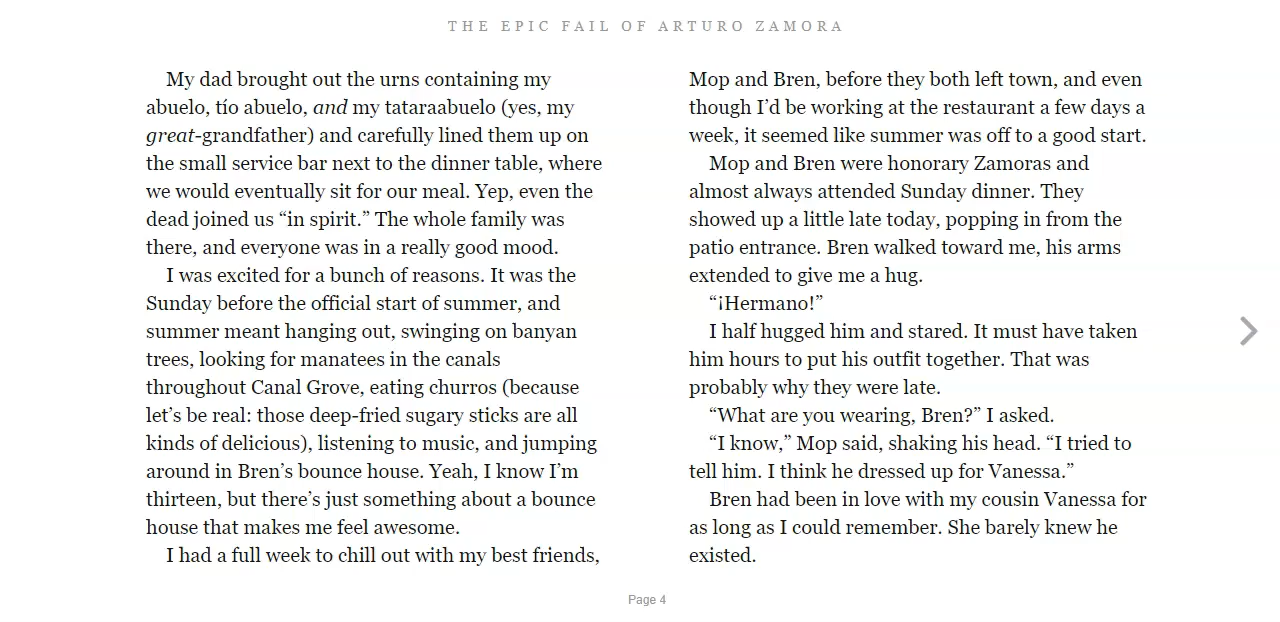 THE EPIC FAIL OF ARTURO ZAMORA
My dad brought out the urns containing my
abuelo, tío abuelo, and my tataraabuelo (yes, my
great-grandfather) and carefully lined them up on
the small service bar next to the dinner table, where
we would eventually sit for our meal. Yep, even the
dead joined us “in spirit.” The whole family was
there, and everyone was in a really good mood.
I was excited for a bunch of reasons. It was the
Sunday before the official start of summer, and
summer meant hanging out, swinging on banyan
trees, looking for manatees in the canals
throughout Canal Grove, eating churros (because
let’s be real: those deep-fried sugary sticks are all
kinds of delicious), listening to music, and jumping
around in Bren’s bounce house. Yeah, I know I’m
thirteen, but there’s just something about a bounce
house that makes me feel awesome.
I had a full week to chill out with my best friends,
Mop and Bren, before they both left town, and even
though I’d be working at the restaurant a few days a
week, it seemed like summer was off to a good start.
Mop and Bren were honorary Zamoras and
almost always attended Sunday dinner. They
showed up a little late today, popping in from the
patio entrance. Bren walked toward me, his arms
extended to give me a hug.
“¡Hermano!”
I half hugged him and stared. It must have taken
him hours to put his outfit together. That was
probably why they were late.
“What are you wearing, Bren?” I asked.
“I know,” Mop said, shaking his head. “I tried to
tell him. I think he dressed up for Vanessa.”
Bren had been in love with my cousin Vanessa for
as long as I could remember. She barely knew he
existed.
Page 4